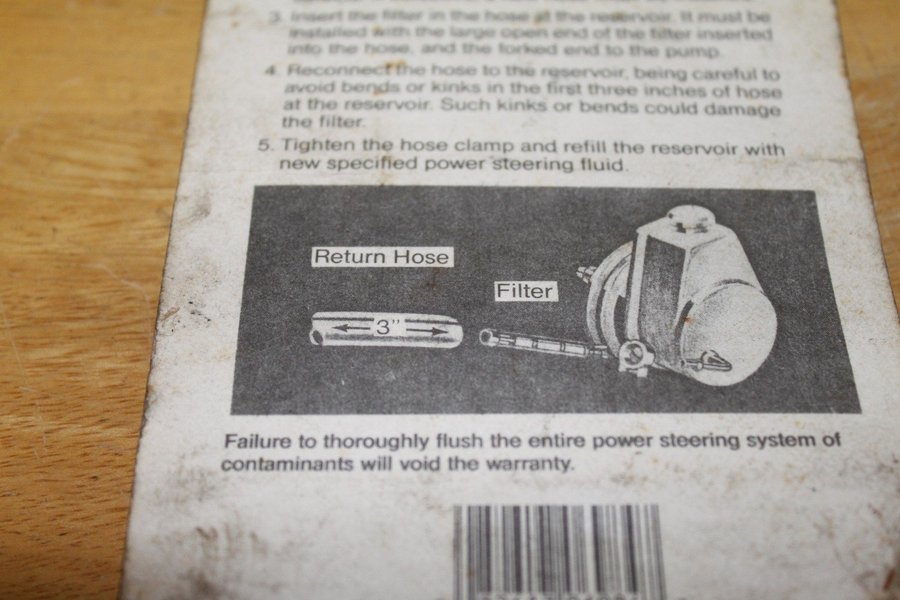 3. Insert the filter in the hose at the reservoir. It must be
installed with the large open end of the filter inserted
into the hose, and the forked end to the pump.
4. Reconnect the hose to the reservoir, being careful to
avoid bends or kinks in the first three inches of hose
at the reservoir. Such kinks or bends could damage
the filter.
5. Tighten the hose clamp and refill the reservoir with
new specified power steering fluid.
Return Hose
Filter
3"
Failure to thoroughly flush the entire power steering system of
contaminants will void the warranty.